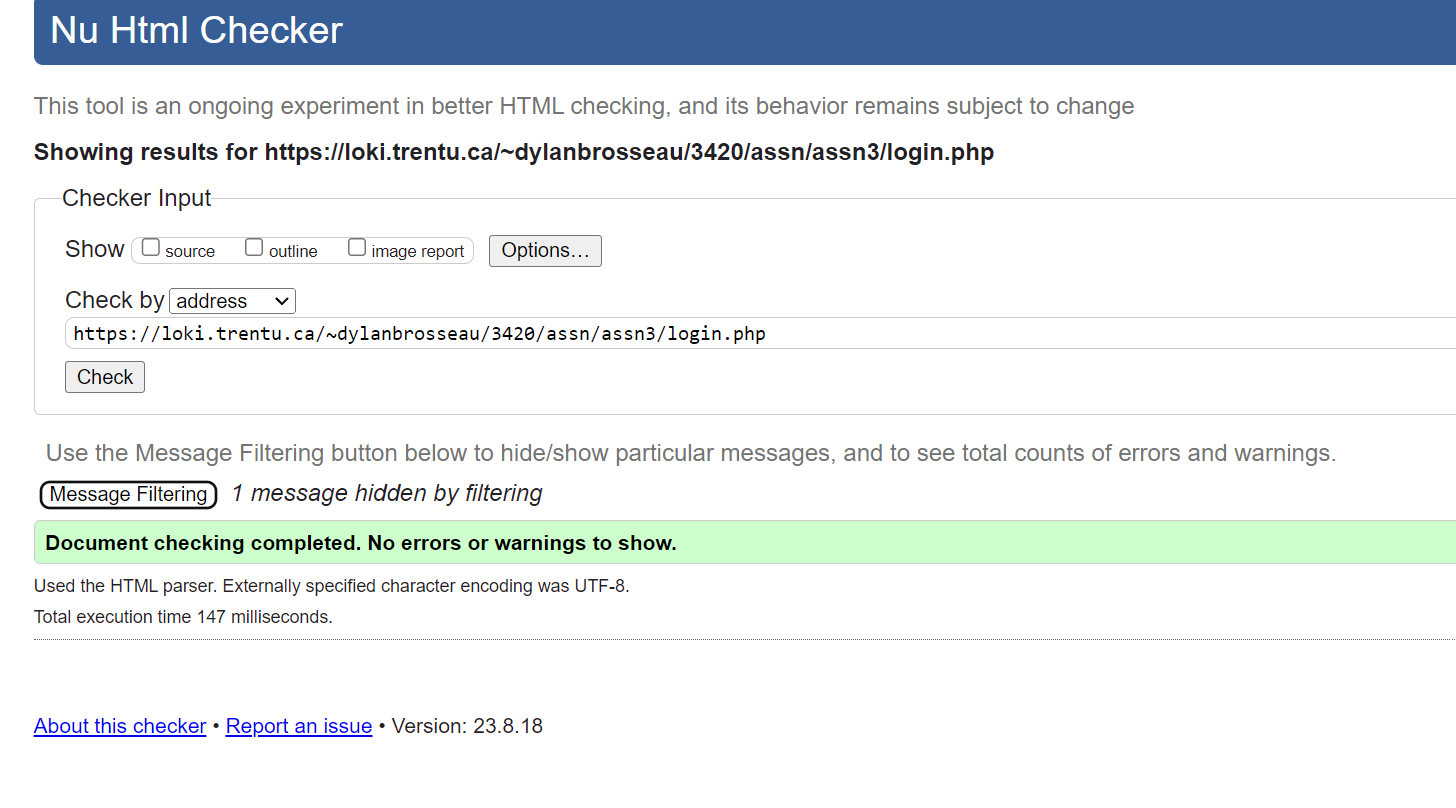 Nu Html Checker
This tool is an ongoing experiment in better HTML checking, and its behavior remains subject to change
Showing results for https://loki.trentu.ca/~dylanbrosseau/3420/assn/assn3/login.php
Checker Input
Show source outline image report Options...
Check by address
https://loki.trentu.ca/~dylanbrosseau/3420/assn/assn3/login.php
Check
Use the Message Filtering button below to hide/show particular messages, and to see total counts of errors and warnings.
Message Filtering 1 message hidden by filtering
Document checking completed. No errors or warnings to show.
Used the HTML parser. Externally specified character encoding was UTF-8.
Total execution time 147 milliseconds.
About this checker • Report an issue • Version: 23.8.18